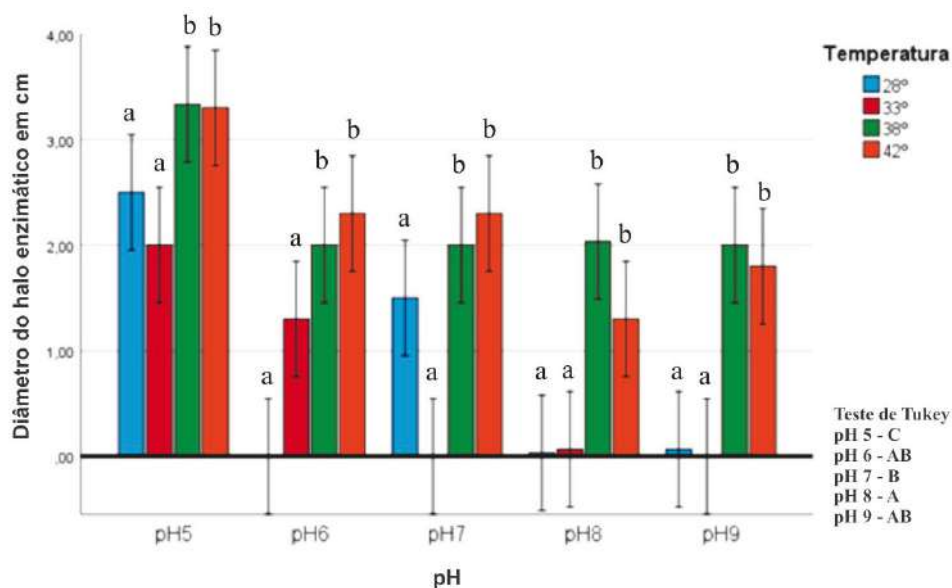 Diâmetro do halo enzimático em cm
4,00
3,00
2,00
1,00
,00
a
a
b
b
a
a
b
b
a
a
b
b
a
a
b
b
a
a
b
b
pH5
pH6
pH7
pH8
pH9
pH
Temperatura
28º
33º
38º
42º
Teste de Tukey
pH 5 - C
pH 6 - AB
pH 7 - B
pH 8 - A
pH 9 - AB